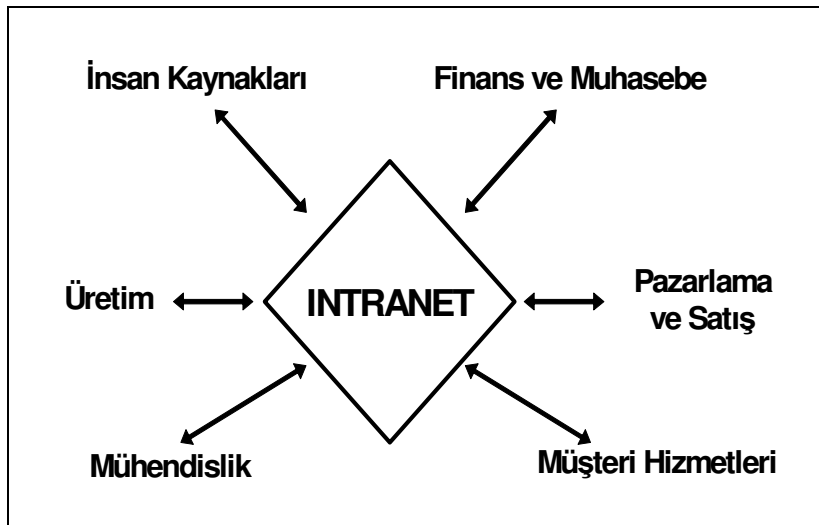 İnsan Kaynakları
Finans ve Muhasebe
Üretim
INTRANET
Pazarlama
ve Satış
Mühendislik
Müşteri Hizmetleri